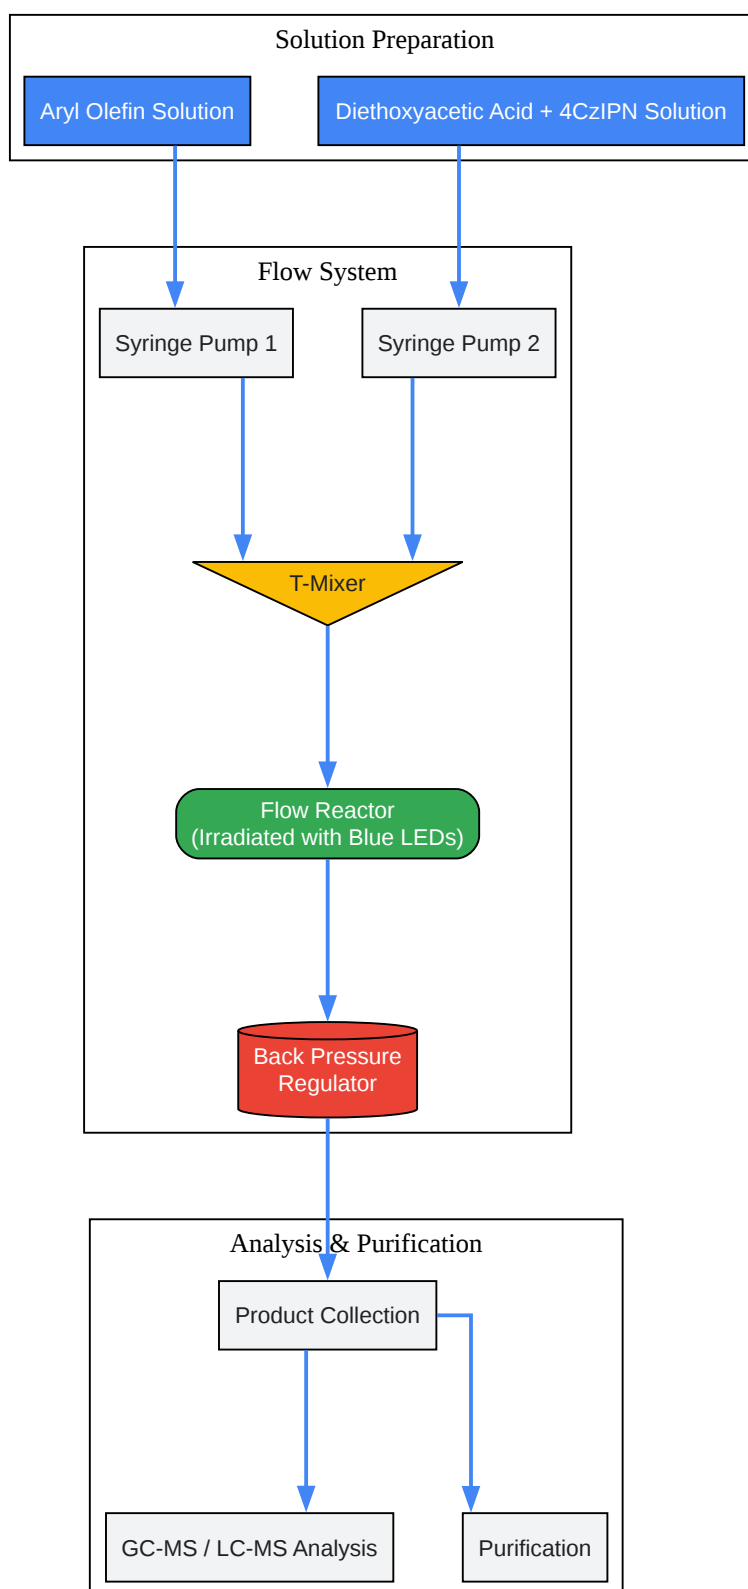 Solution Preparation
Aryl Olefin Solution
Diethoxyacetic Acid + 4CzIPN Solution
Flow System
Syringe Pump 1
Syringe Pump 2
T-Mixer
Flow Reactor
(Irradiated with Blue LEDs)
Back Pressure
Regulator
Analysis & Purification
Product Collection
GC-MS / LC-MS Analysis
Purification